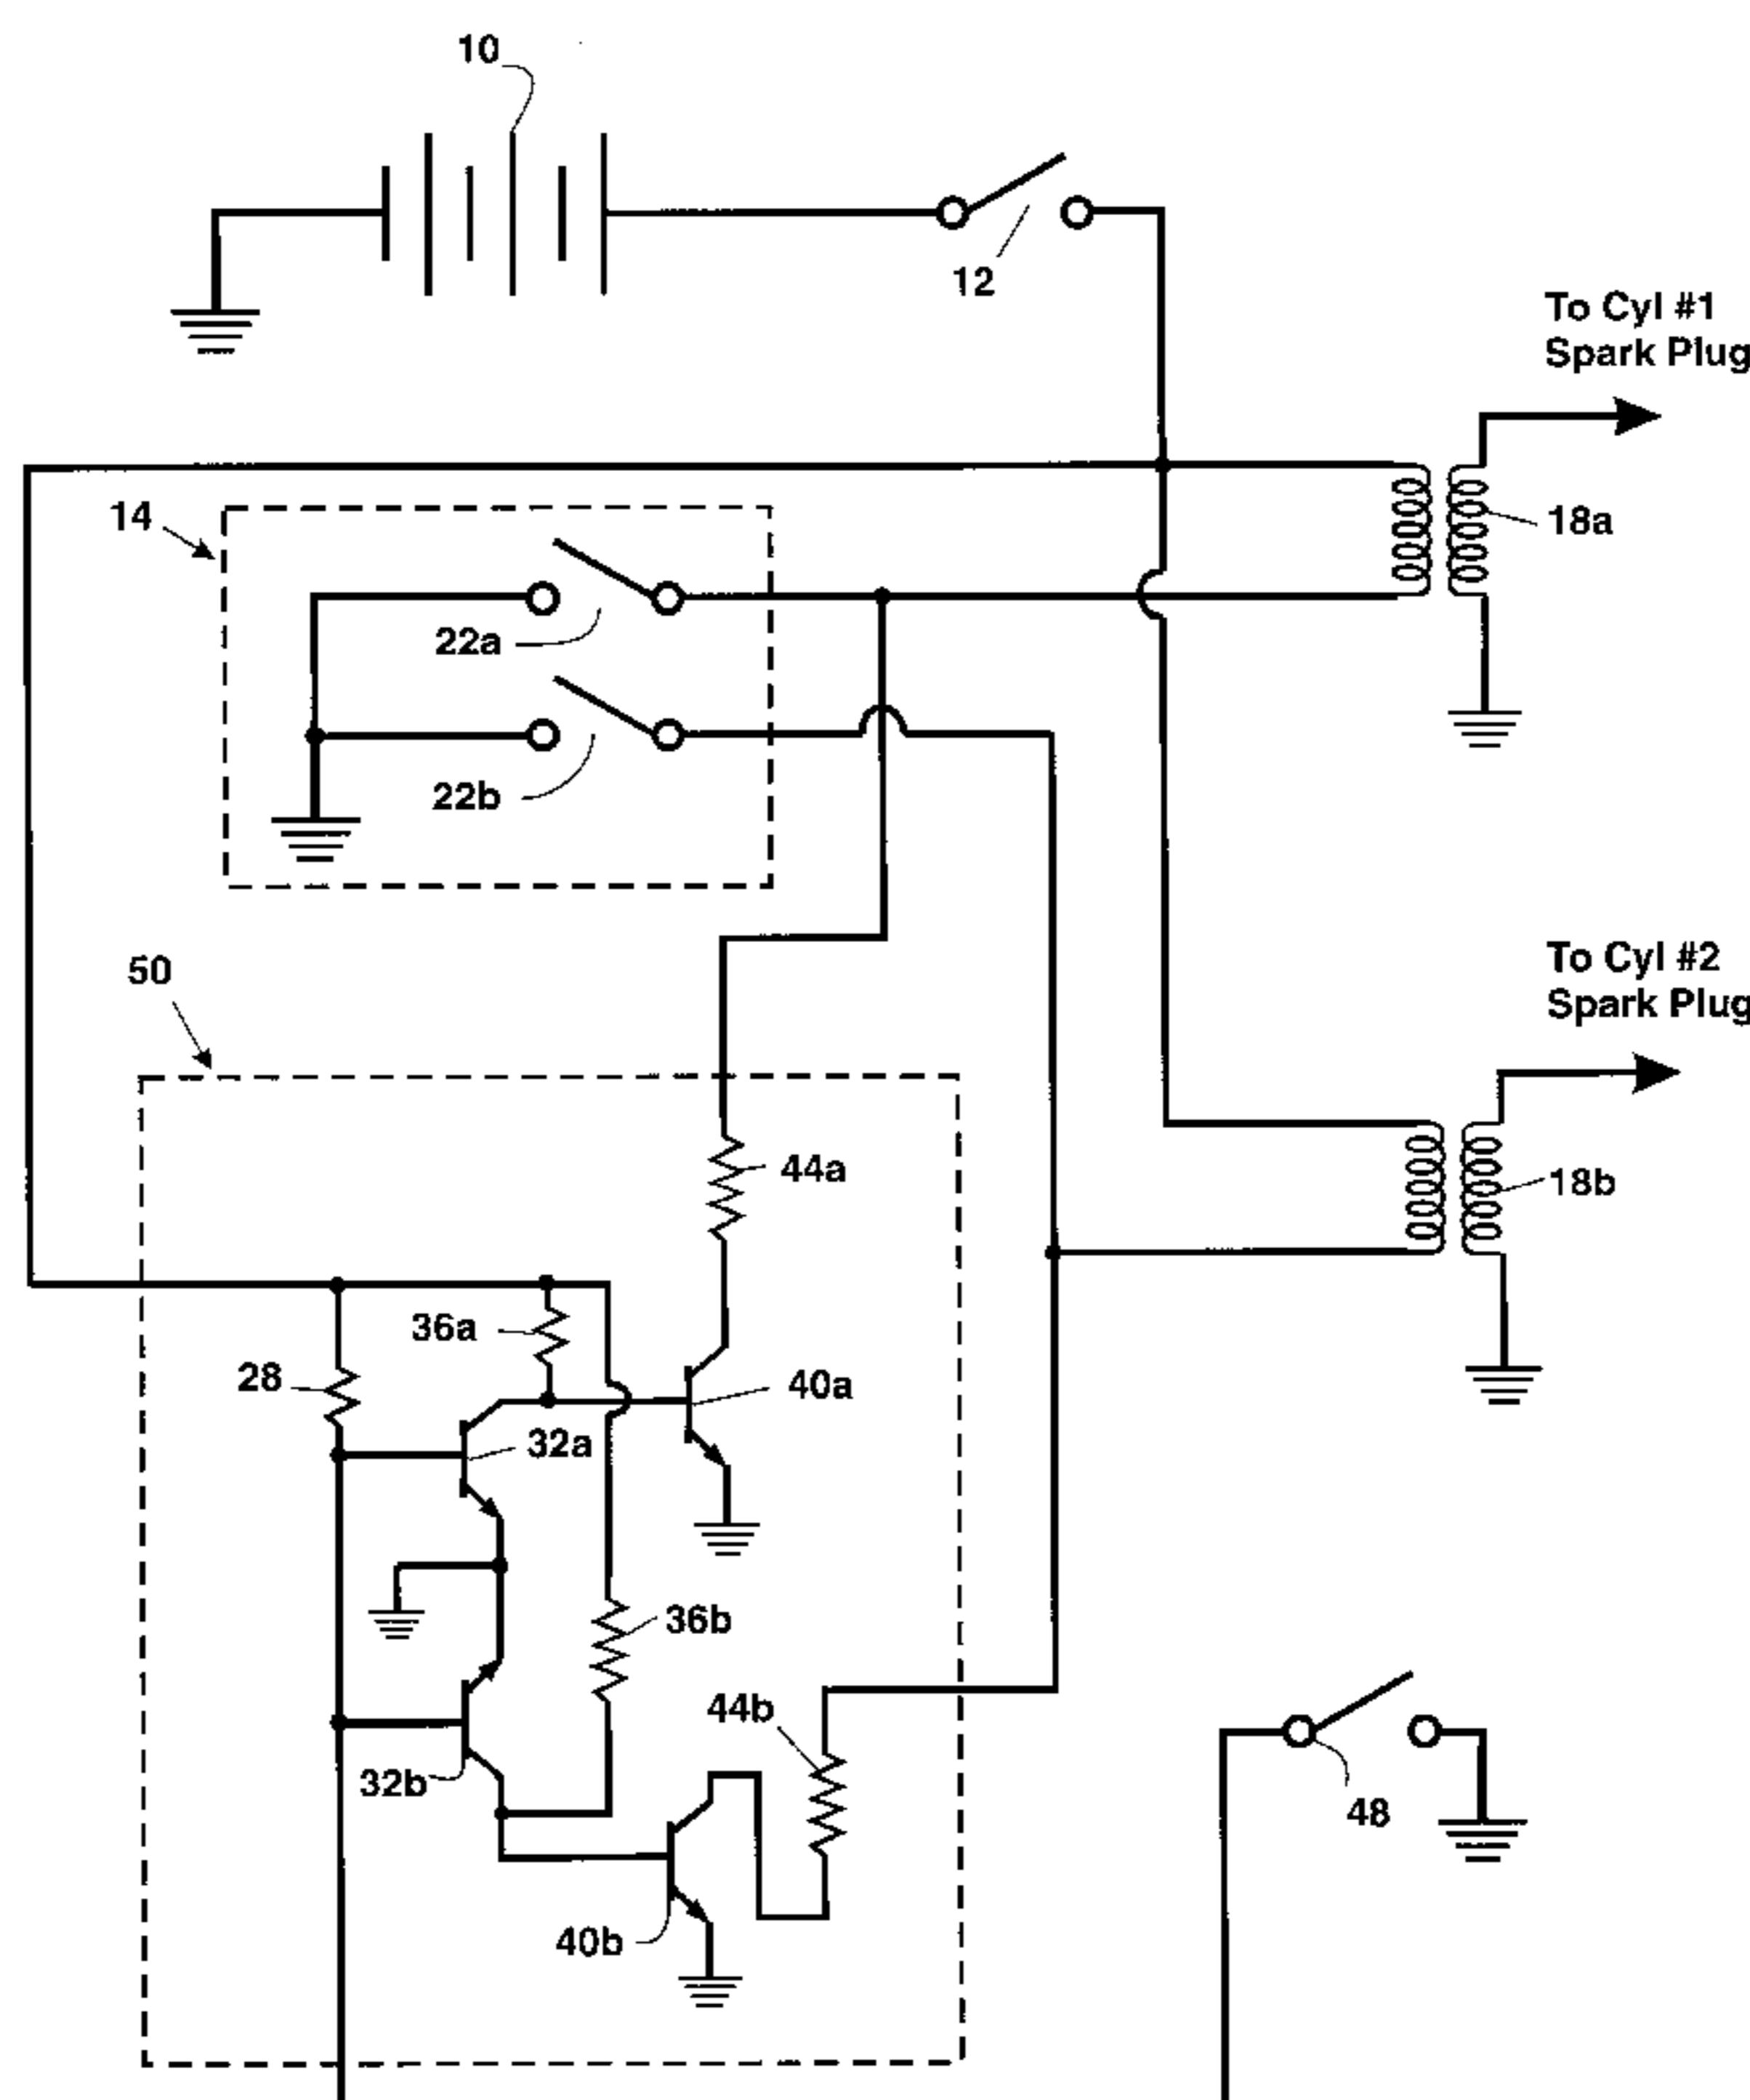 10
12
To Cyl #1
Spark Plug
14
18a
22a
22b
50
To Cyl #2
Spark Plug
44a
18b
36a
28
40a
32a
36b
44b
32b
48
40b